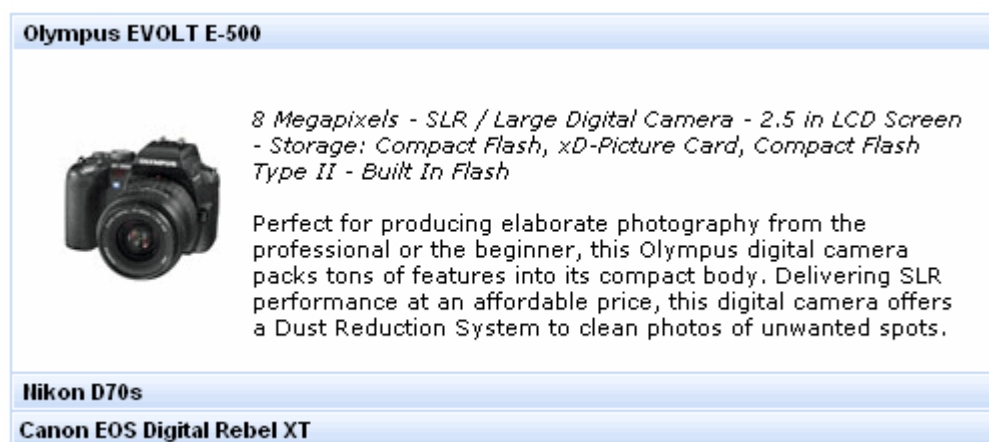 Olympus EVOLT E-500
8 Megapixels - SLR / Large Digital Camera - 2.5 in LCD Screen
- Storage: Compact Flash, xD-Picture Card, Compact Flash
Type II - Built In Flash
OLYMPUS
Perfect for producing elaborate photography from the
professional or the beginner, this Olympus digital camera
packs tons of features into its compact body. Delivering SLR
performance at an affordable price, this digital camera offers
a Dust Reduction System to clean photos of unwanted spots.
Nikon D70s
Canon EOS Digital Rebel XT